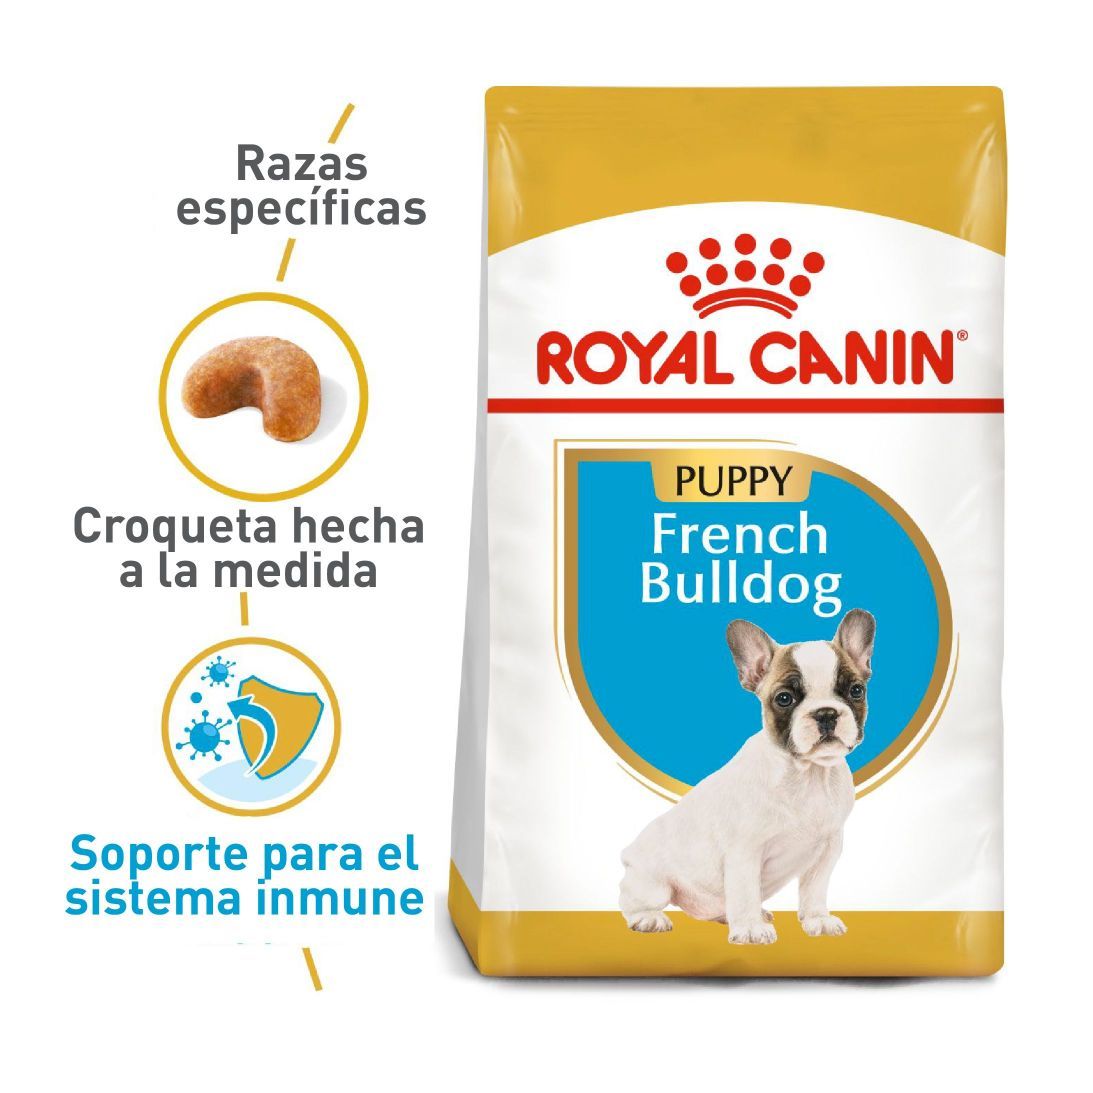 Razas
específicas
Croqueta hecha
a la medida
Soporte para el
sistema inmune
ROYAL CANIN®
PUPPY
French
Bulldog